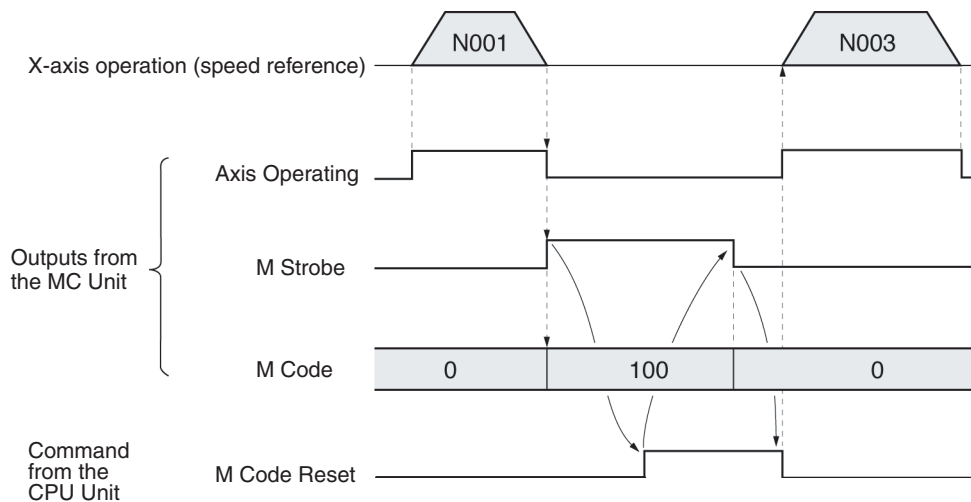 N001
N003
X-axis operation (speed reference)
Axis Operating
Outputs from
the MC Unit
M Strobe
M Code
0
100
0
Command
from the
CPU Unit
M Code Reset